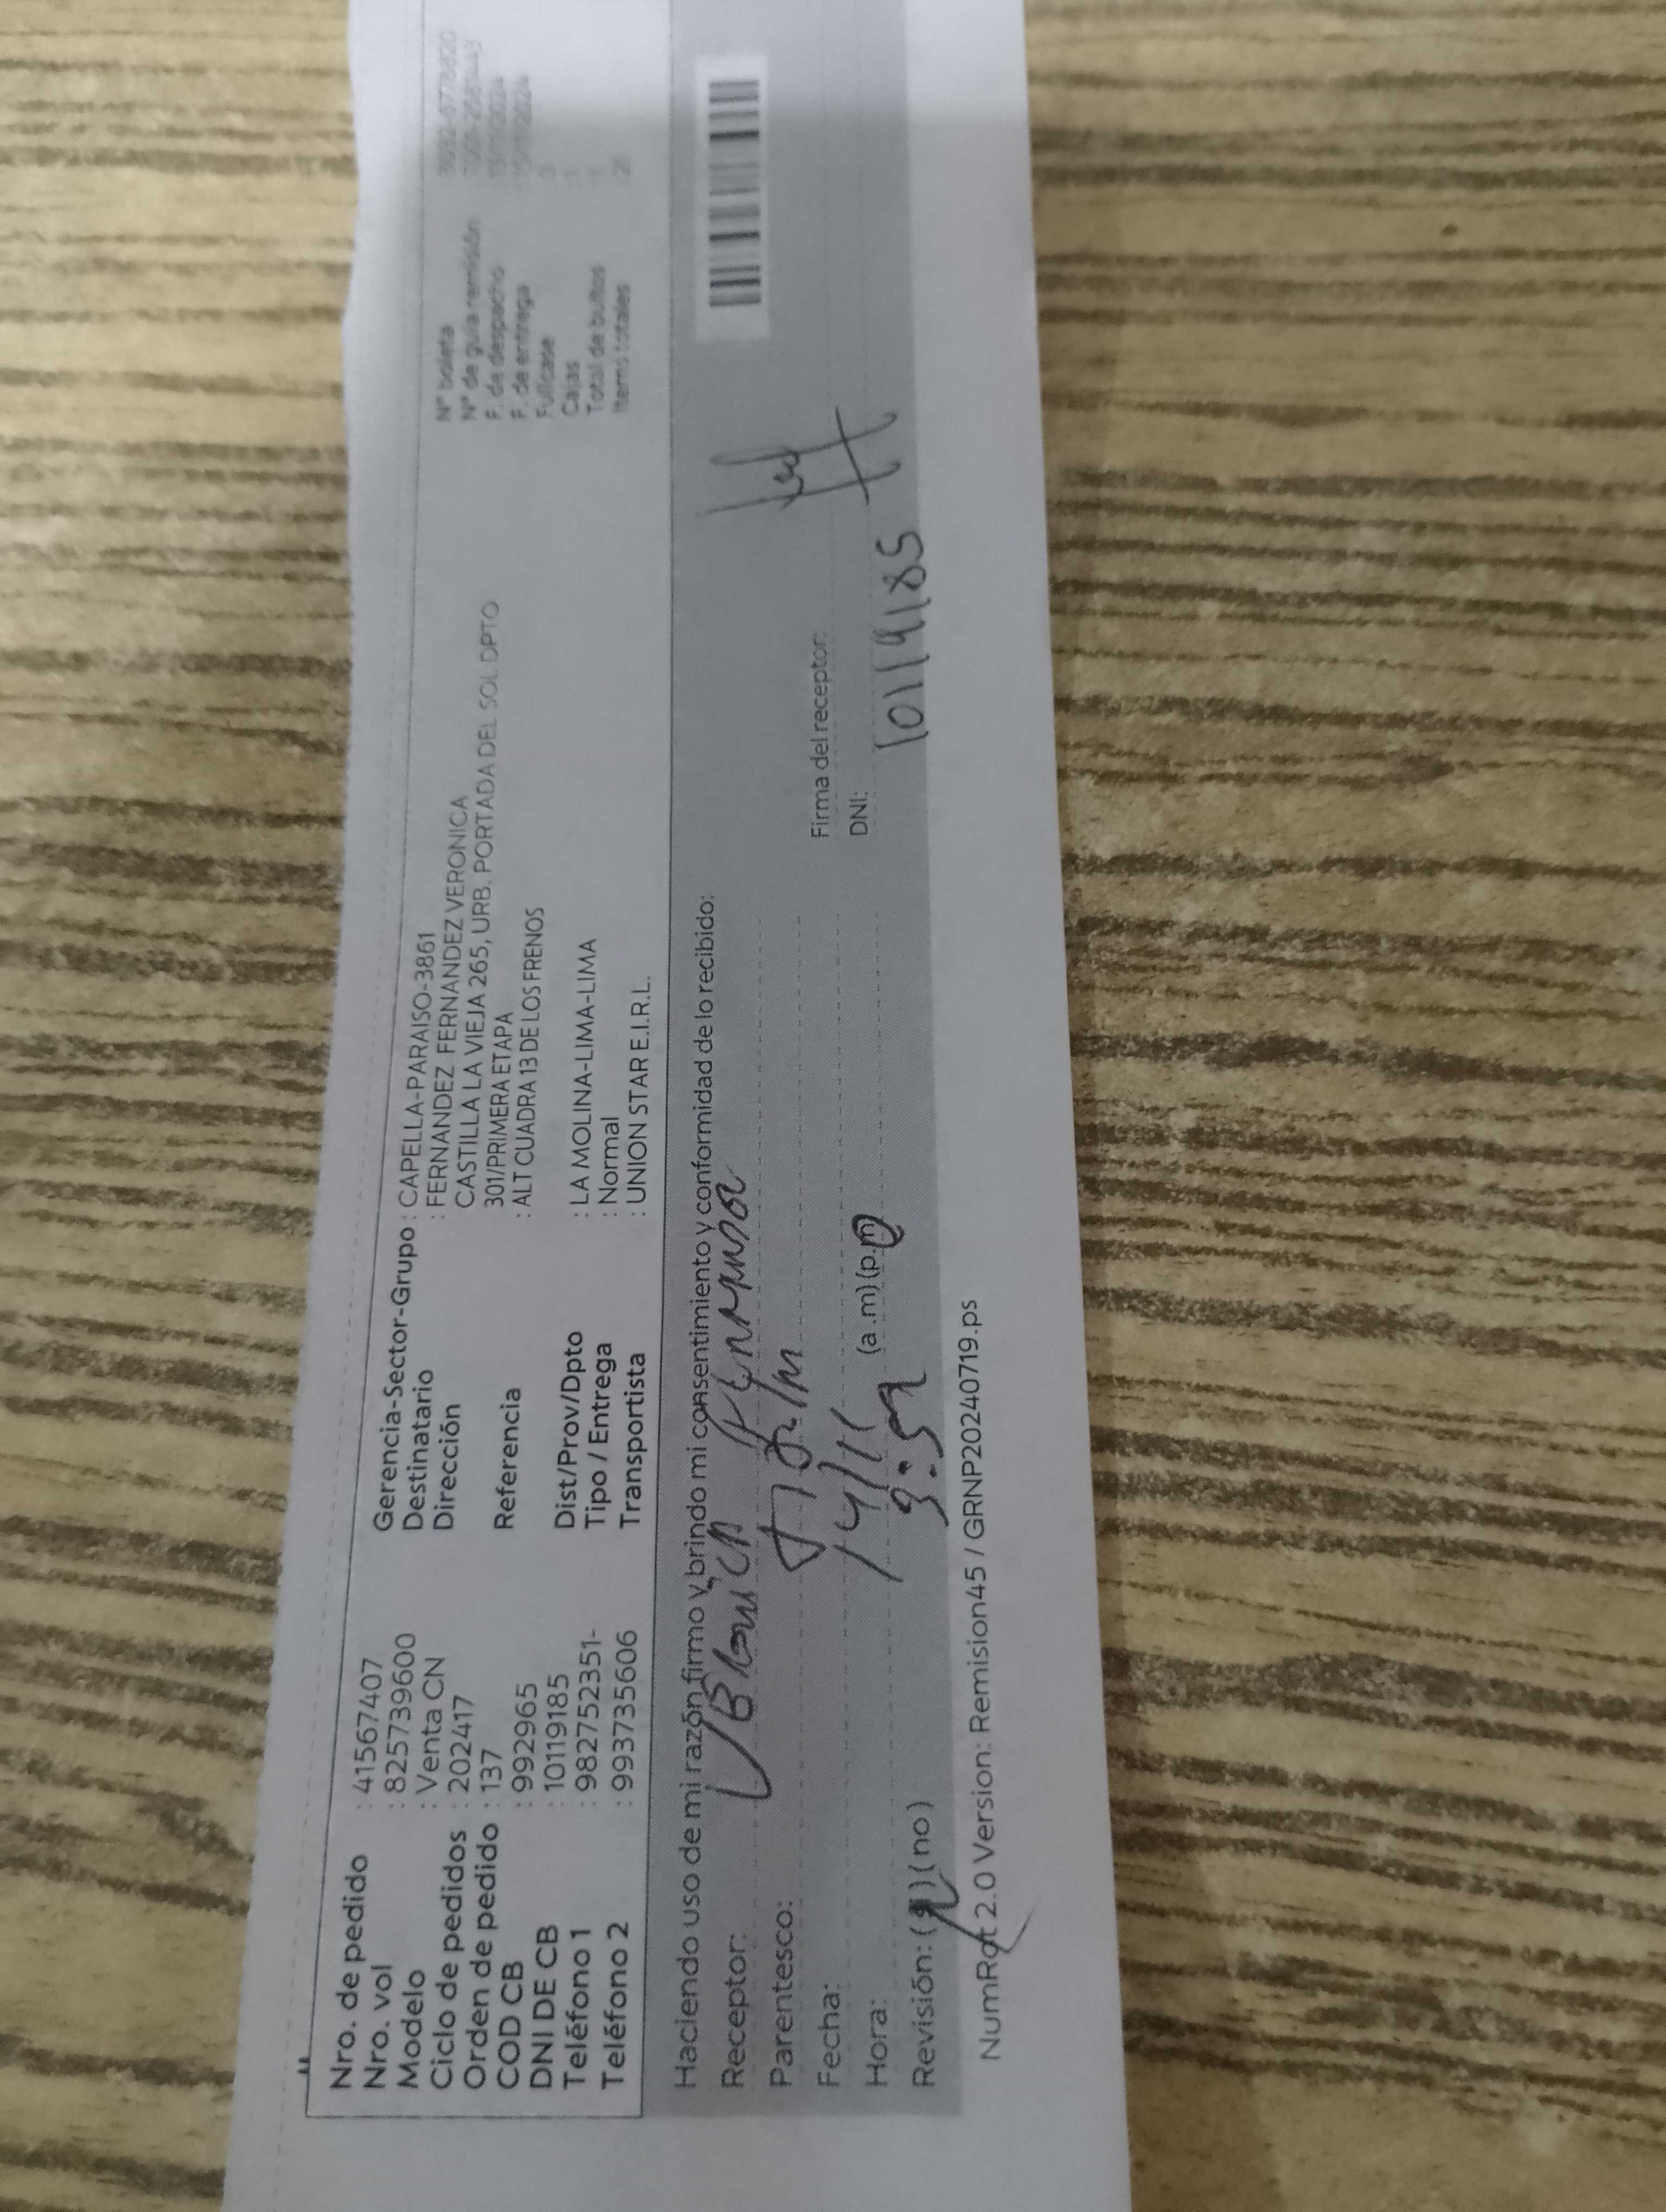 Nro. de pedido : 41567407
Nro. vol : 825739600
Modelo : Venta CN
Ciclo de pedidos : 202417
Orden de pedido : 137
COD CB : 992965
DNI DE CB : 10119185
Teléfono 1 : 982752351-
Teléfono 2 : 993735606
Gerencia-Sector-Grupo : CAPELLA-PARAISO-3861
Destinatario : FERNANDEZ FERNANDEZ VERONICA
Dirección CASTILLA LA VIEJA 265, URB. PORTADA DEL SOL DPTO
301/PRIMERA ETAPA
Referencia : ALT CUADRA 13 DE LOS FRENOS
Dist/Prov/Dpto : LA MOLINA-LIMA-LIMA
Tipo / Entrega : Normal
Transportista : UNION STAR E.I.R.L.
N° boleta
N° de guía remisión
F. de despacho
F. de entrega
Fullcase
Cajas
Total de bultos
Items totales
Haciendo uso de mi razón firmo y brindo mi consentimiento y conformidad de lo recibido:
Receptor:
Parentesco:
Fecha: 14/11
Hora: 3:59 (a .m) (p.m)
Revisión: ( ) (no)
Firma del receptor:
DNI: 10119185
NumRot 2.0 Version: Remision45 / GRNP20240719.ps